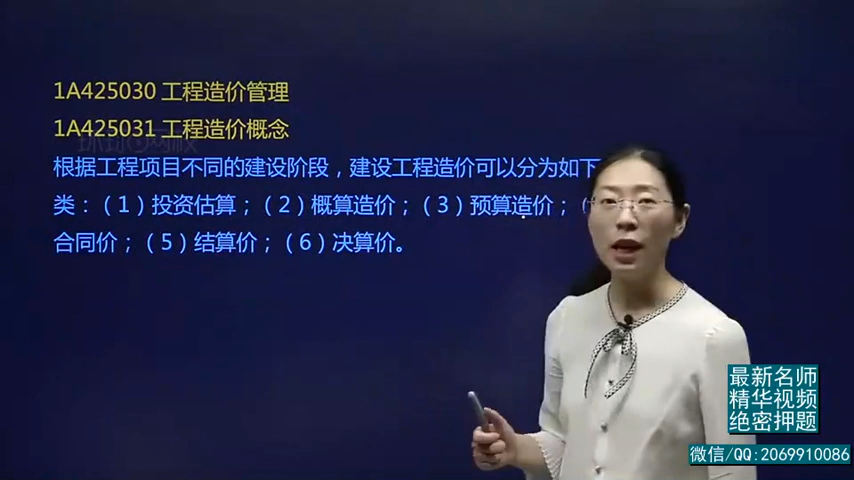 1A425030 工程造价管理
1A425031 工程造价概念
根据工程项目不同的建设阶段，建设工程造价可以分为如下
类：（1）投资估算；（2）概算造价；（3）预算造价；（
合同价；（5）结算价；（6）决算价。
最新名师
精华视频
绝密押题
微信/QQ:2069910086